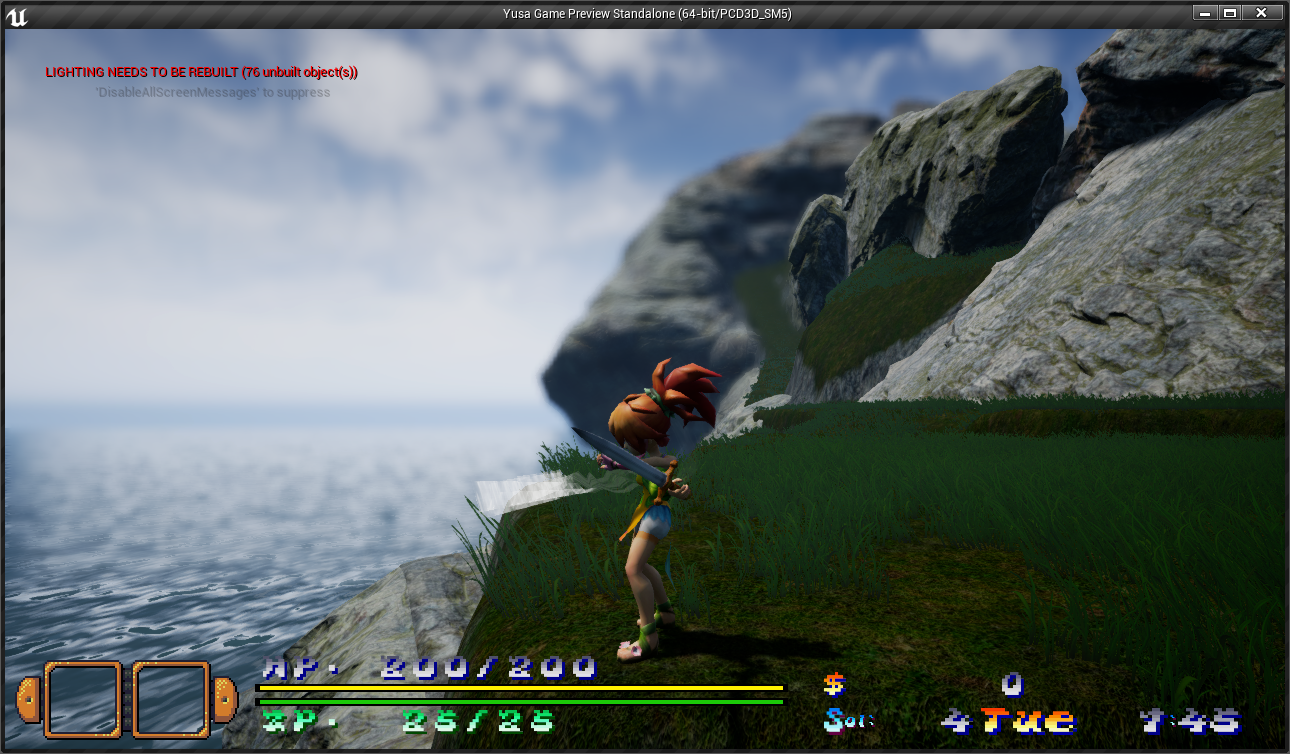 Yusa Game Preview Standalone (64-bit/PCD3D_SM5)
LIGHTING NEEDS TO BE REBUILT (76 unbuilt object(s))
'DisableAllScreenMessages' to suppress
200/200
25/25
$ 0
4 Tue :45